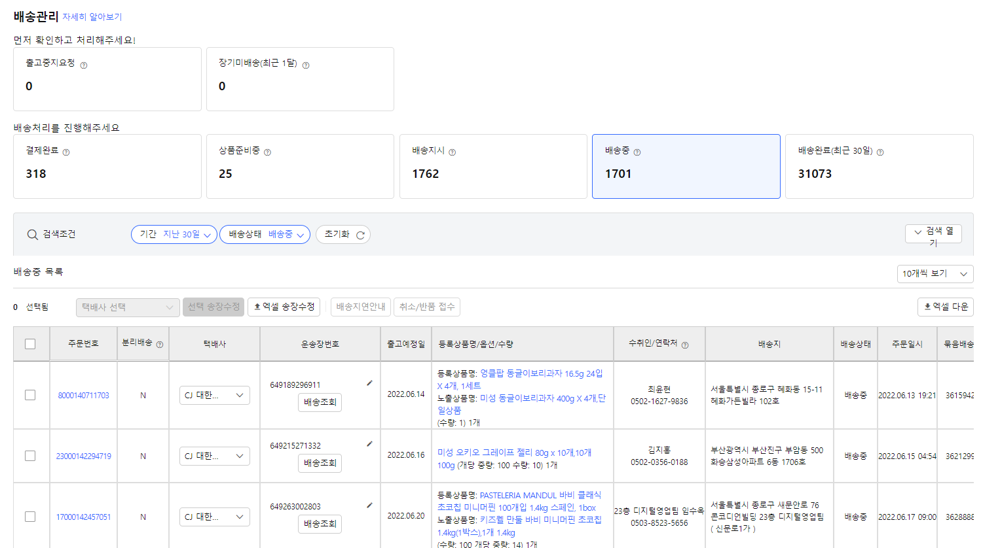 배송관리 자세히 알아보기
먼저 확인하고 처리해주세요!
출고중지요청
0
장기미배송(최근 1달)
0
배송처리를 진행해주세요
결제완료
318
상품준비중
25
배송지시
1762
배송중
1701
배송완료(최근 30일)
31073
검색조건
기간 지난 30일
배송상태 배송중
초기화
검색 열
기
배송중 목록
10개씩 보기
0 선택됨
택배사 선택
선택 송장수정
엑셀 송장수정
배송지연안내
취소/반품 접수
엑셀 다운
주문번호 분리배송 택배사 운송장번호 출고예정일 등록상품명/옵션/수량 수취인/연락처 배송지 배송상태 주문일시 묶음배송
8000140711703
N
CJ 대한...
649189296911
배송조회
2022.06.14
등록상품명: 엉클팝 동글이보리과자 16.5g 24입
X 4개, 1세트
노출상품명: 미성 동글이보리과자 400g X 4개,단
일상품
(수량: 1) 1개
최윤현
0502-1627-9836
서울특별시 종로구 혜화동 15-11
혜화가든빌라 102호
배송중
2022.06.13 19:21
3615942
23000142294719
N
CJ 대한...
649215271332
배송조회
2022.06.16
미성 오키오 그레이프 젤리 80g x 10개,10개
100g (개당 중량: 100 수량: 10) 1개
김지홍
0502-0356-0188
부산광역시 부산진구 부암동 500
화승삼성아파트 6동 1706호
배송중
2022.06.15 04:54
3621299
17000142457051
N
CJ 대한...
649263002803
배송조회
2022.06.20
등록상품명: PASTELERIA MANDUL 바비 클래식
초코칩 미니머핀 100개입 1.4kg 스페인, 1box
노출상품명: 키즈웰 만둘 바비 미니머핀 초코칩
1.4kg(1박스),1개 1.4kg
(수량: 100 개당 중량: 14) 1개
23층 디지털영업팀 임수옥
0503-8523-5656
서울특별시 종로구 새문안로 76
콘코디언빌딩 23층 디지털영업팀
( 신문로1가 )
배송중
2022.06.17 09:00
3628888